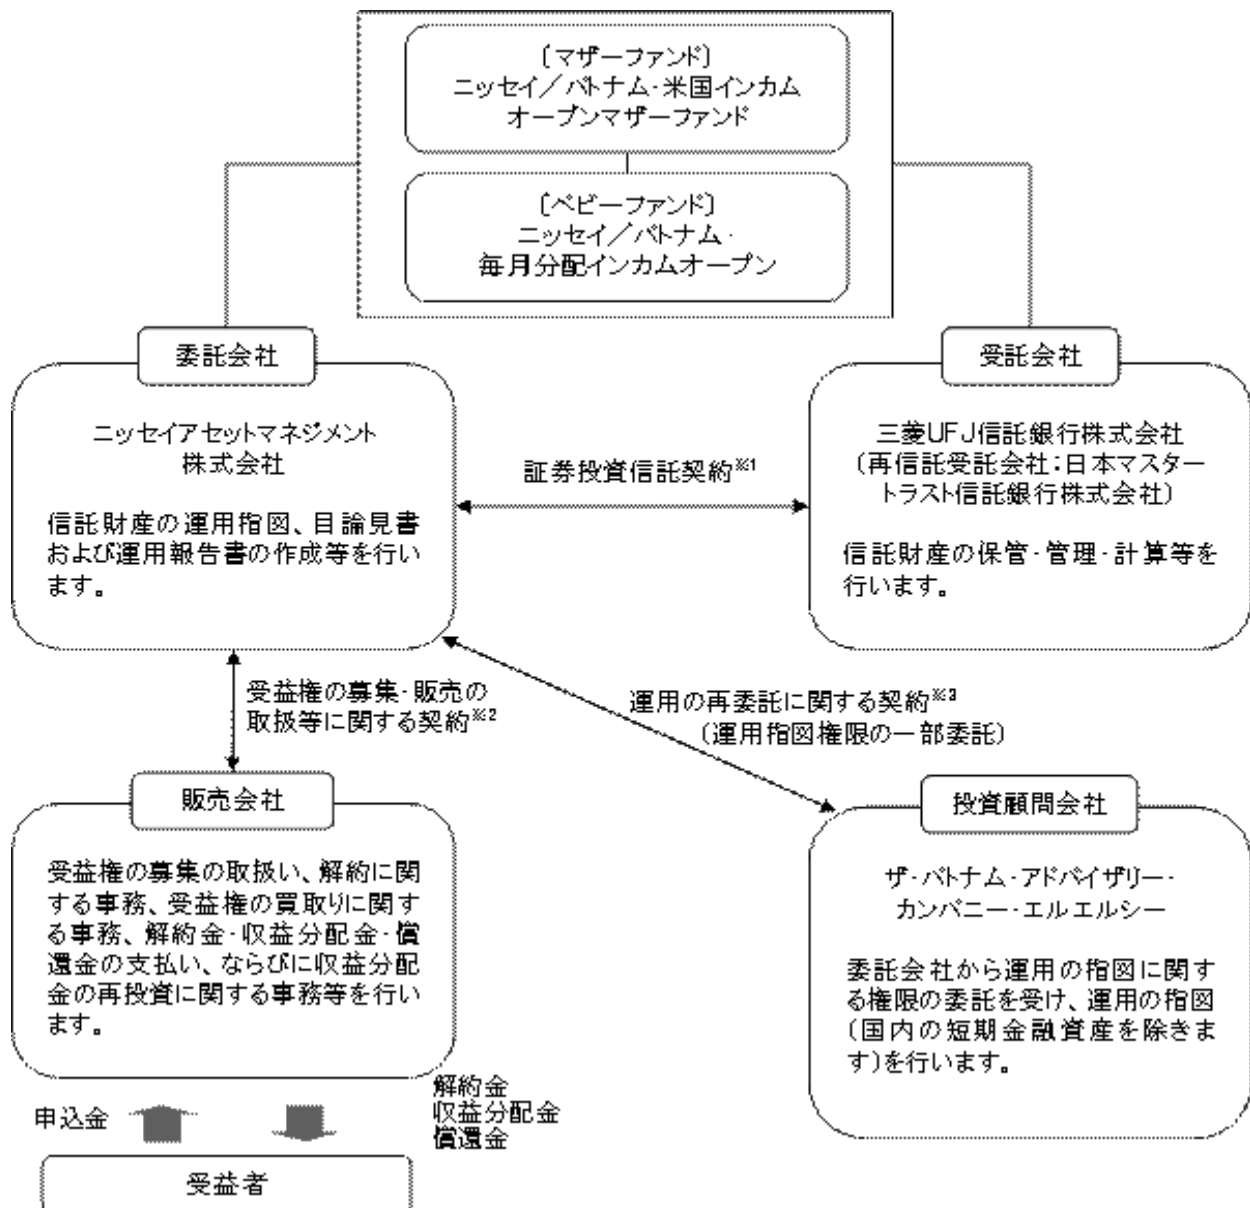 〔マザーファンド〕
ニッセイ／パトナム・米国インカム
オープンマザーファンド
〔ベビーファンド〕
ニッセイ／パトナム・
毎月分配インカムオープン
委託会社
ニッセイアセットマネジメント
株式会社
信託財産の運用指図、目論見書
および運用報告書の作成等を行い
ます。
証券投資信託契約※1
受託会社
三菱UFJ信託銀行株式会社
（再信託受託会社：日本マスター
トラスト信託銀行株式会社）
信託財産の保管・管理・計算等を
行います。
受益権の募集・販売の
取扱等に関する契約※2
運用の再委託に関する契約※3
（運用指図権限の一部委託）
販売会社
受益権の募集の取扱い、解約に関
する事務、受益権の買取りに関す
る事務、解約金・収益分配金・償
還金の支払い、ならびに収益分配
金の再投資に関する事務等を行い
ます。
投資顧問会社
ザ・パトナム・アドバイザリー・
カンパニー・エルエルシー
委託会社から運用の指図に関す
る権限の委託を受け、運用の指図
（国内の短期金融資産を除きま
す）を行います。
申込金
解約金
収益分配金
償還金
受益者